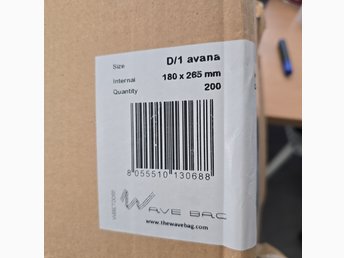 Size D/1 avana
Internal 180 x 265 mm
Quantity 200
8 055510 130688
WAVE BAG
www.thewavebag.com